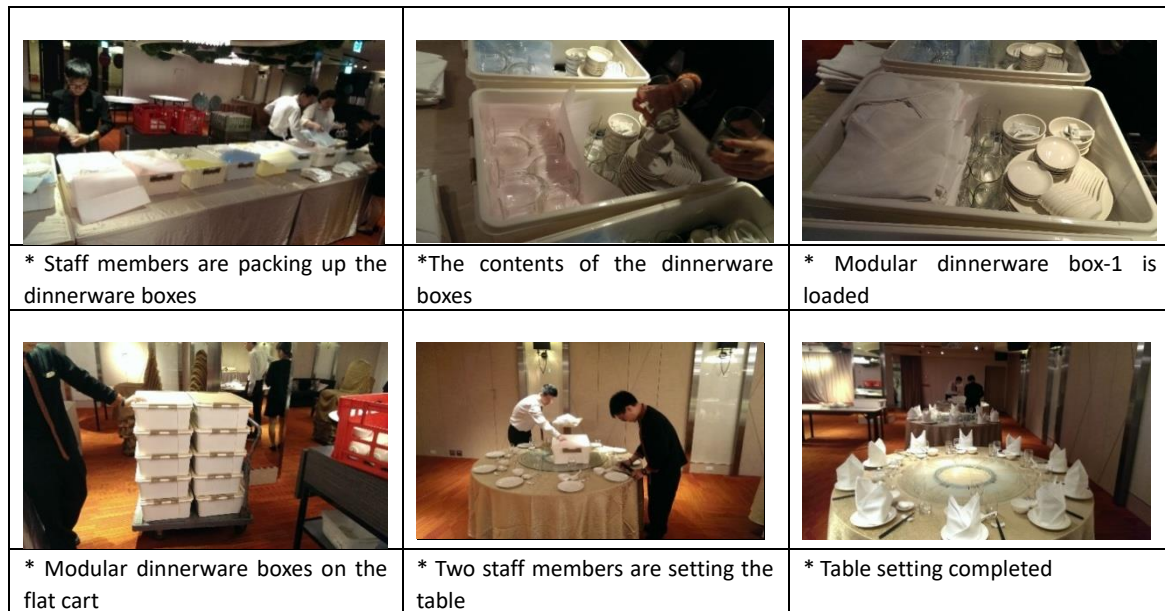 * Staff members are packing up the
dinnerware boxes
*The contents of the dinnerware
boxes
* Modular dinnerware box-1 is
loaded
* Modular dinnerware boxes on the
flat cart
* Two staff members are setting the
table
* Table setting completed